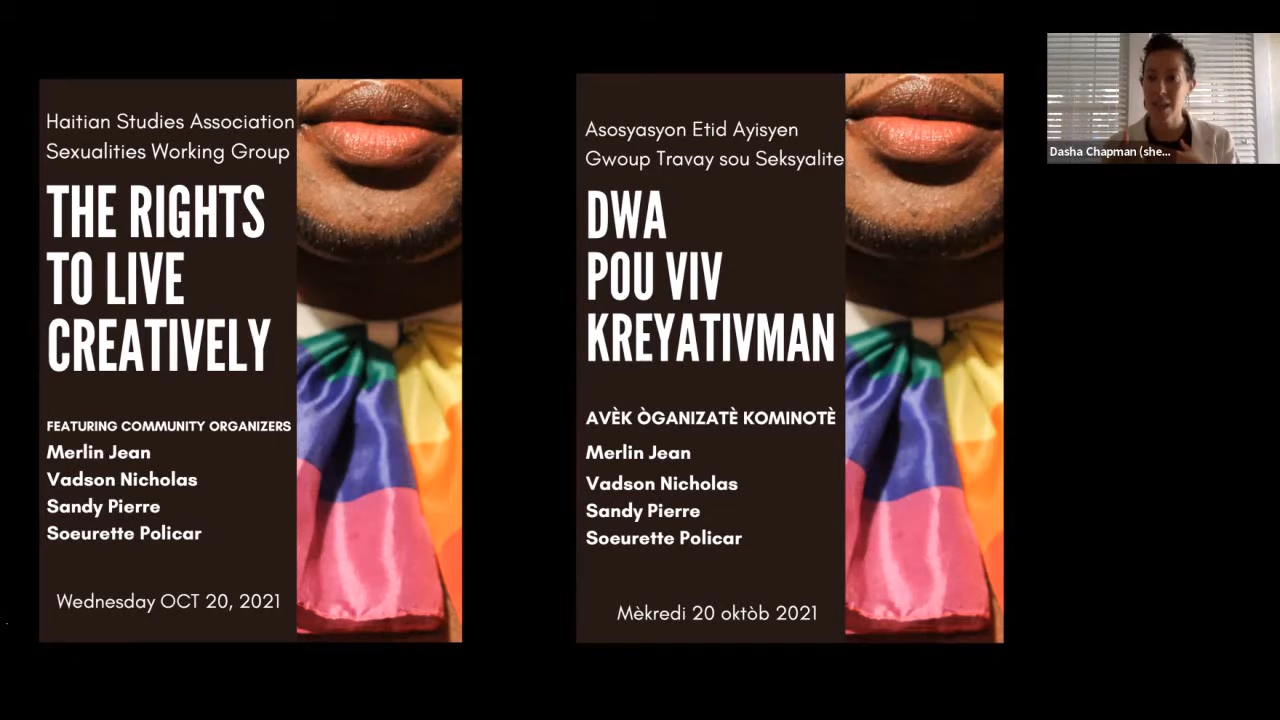 Haitian Studies Association
Sexualities Working Group
THE RIGHTS
TO LIVE
CREATIVELY
FEATURING COMMUNITY ORGANIZERS
Merlin Jean
Vadson Nicholas
Sandy Pierre
Soeurette Policar
Wednesday OCT 20, 2021
Asosyasyon Etid Ayisyen
Gwoup Travay sou Seksyalite
DWA
POU VIV
KREYATIVMAN
AVÈK ÒGANIZATÈ KOMINOTÈ
Merlin Jean
Vadson Nicholas
Sandy Pierre
Soeurette Policar
Mèkredi 20 oktòb 2021
Dasha Chapman (she...